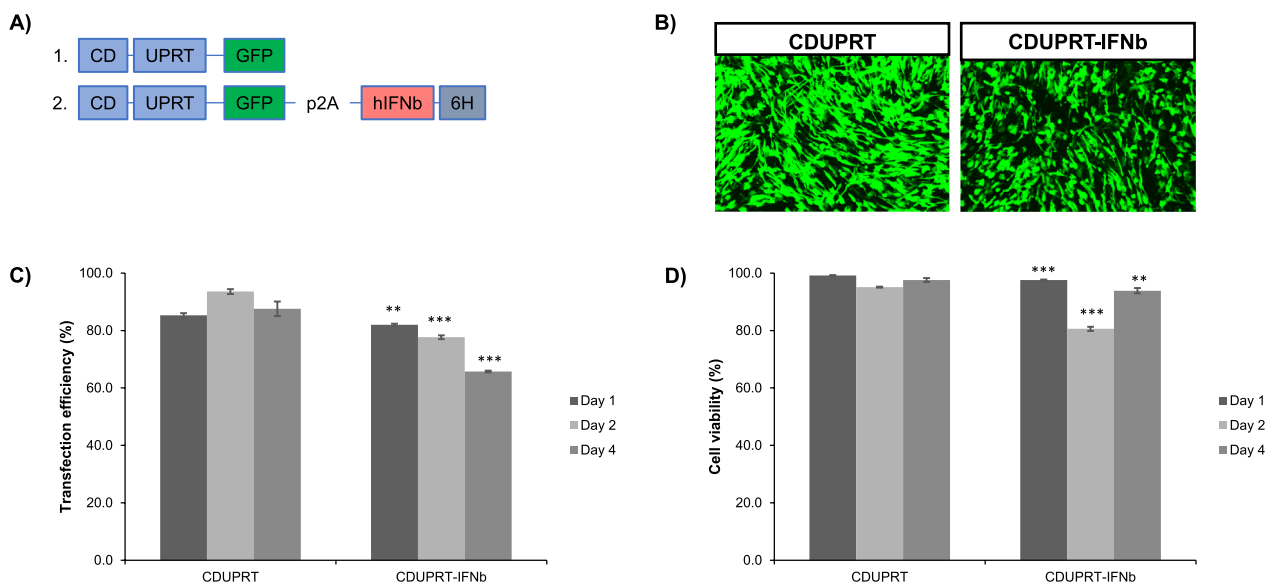 A)
1. CD UPRT GFP
2. CD UPRT GFP p2A hIFNb 6H
B)
CDUPRT CDUPRT-IFNb
C)
Transfection efficiency (%)
100.0
80.0
60.0
40.0
20.0
0.0
** *** ***
CDUPRT CDUPRT-IFNb
Day 1
Day 2
Day 4
D)
Cell viability (%)
100.0
80.0
60.0
40.0
20.0
0.0
*** *** **
CDUPRT CDUPRT-IFNb
Day 1
Day 2
Day 4